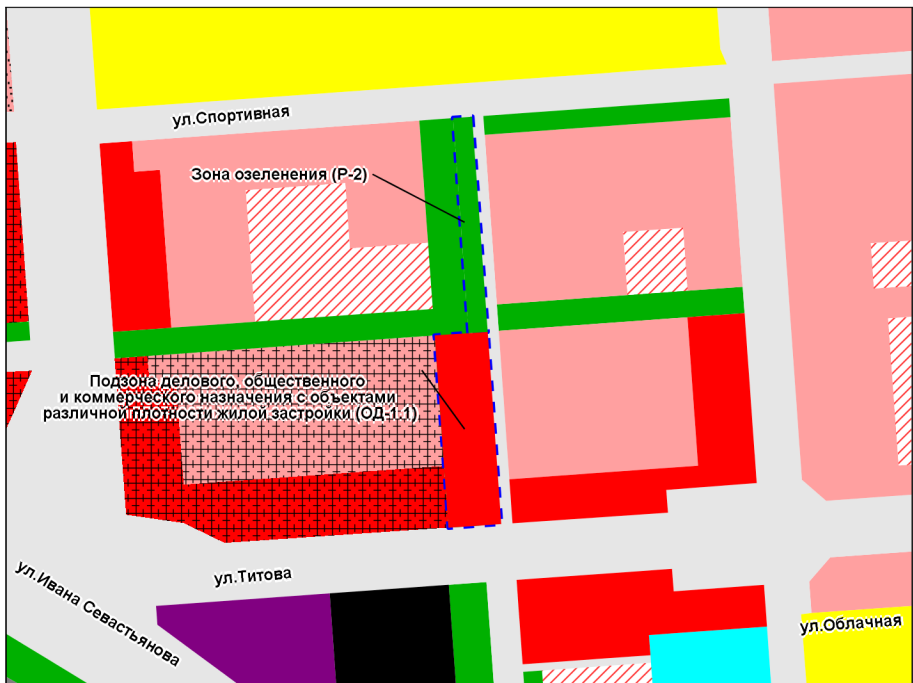 ул.Спортивная
Зона озеленения (Р-2)
Подзона делового, общественного
и коммерческого назначения с объектами
различной плотности жилой застройки (ОД-1.1)
ул.Титова
ул.Ивана Севастьянова
ул.Облачная